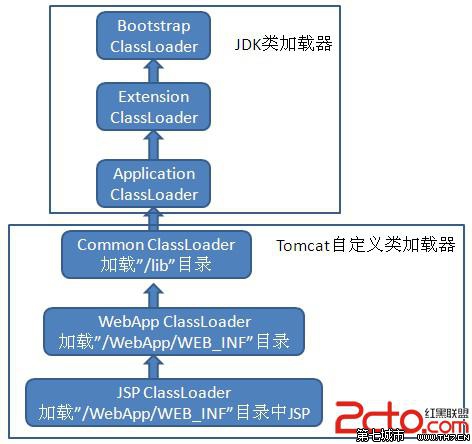 Bootstrap
ClassLoader
JDK类加载器
Extension
ClassLoader
Application
ClassLoader
Common ClassLoader
加载”/lib”目录
Tomcat自定义类加载器
WebApp ClassLoader
加载”/WebApp/WEB_INF”目录
JSP ClassLoader
加载”/WebApp/WEB_INF”目录中JSP
2cto.com
红黑联盟
第七城市